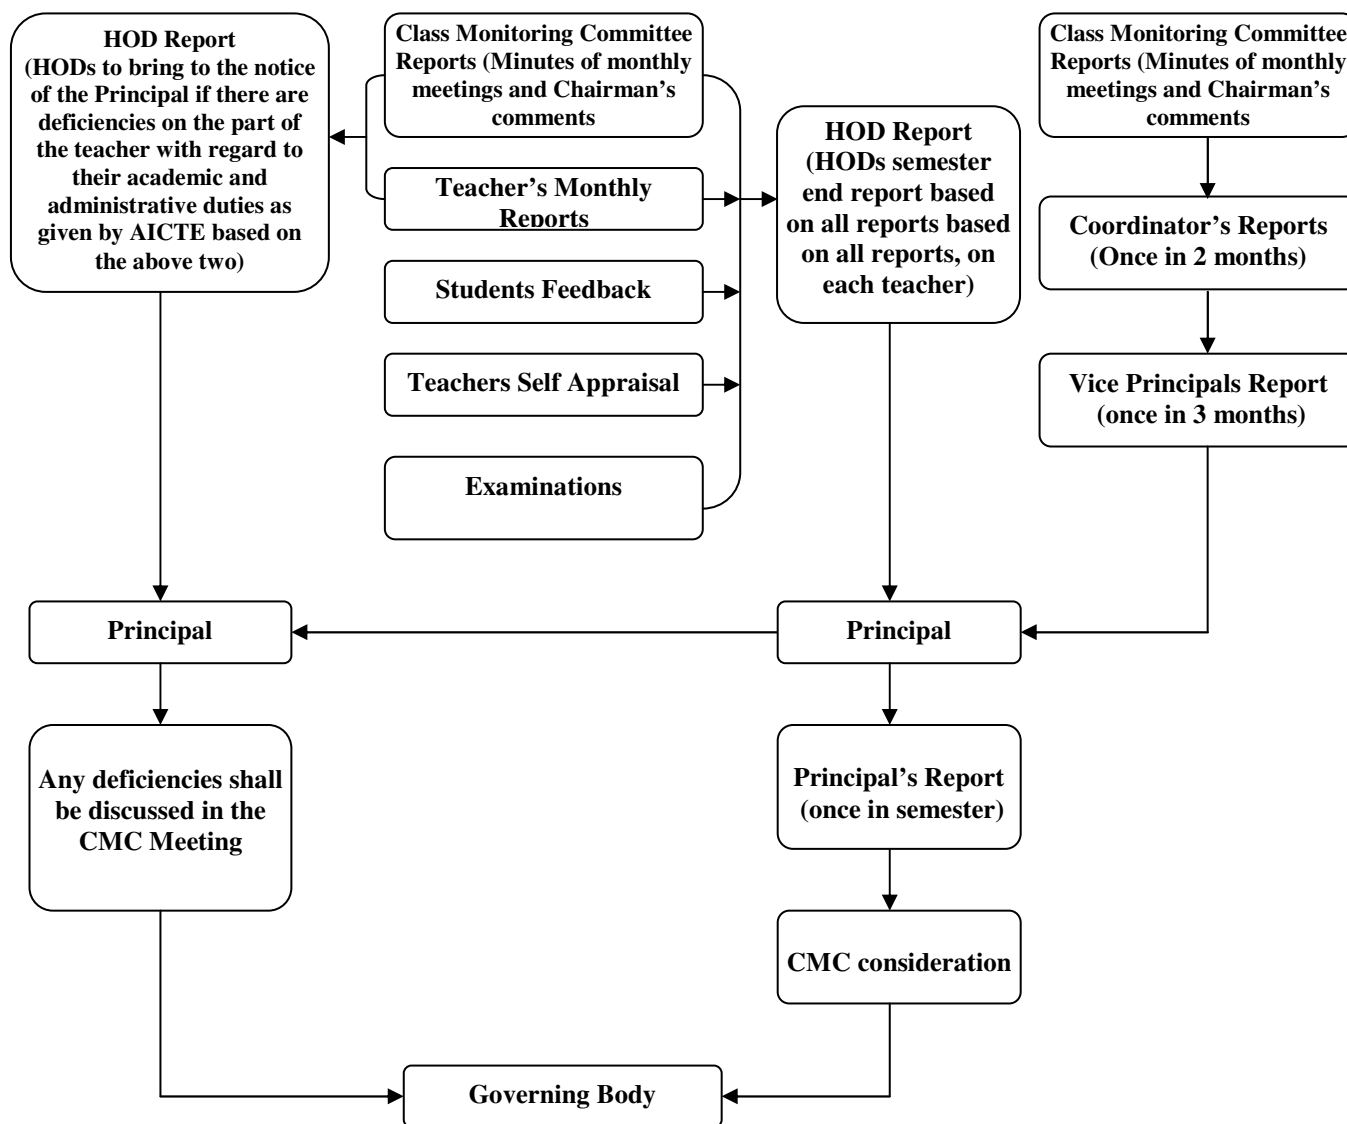 HOD Report
(HODs to bring to the notice
of the Principal if there are
deficiencies on the part of
the teacher with regard to
their academic and
administrative duties as
given by AICTE based on
the above two)
Class Monitoring Committee
Reports (Minutes of monthly
meetings and Chairman's
comments
Teacher's Monthly
Reports
Students Feedback
Teachers Self Appraisal
Examinations
HOD Report
(HODs semester
end report based
on all reports based
on all reports, on
each teacher)
Class Monitoring Committee
Reports (Minutes of monthly
meetings and Chairman's
comments
Coordinator's Reports
(Once in 2 months)
Vice Principals Report
(once in 3 months)
Principal
Principal
Any deficiencies shall
be discussed in the
CMC Meeting
Principal's Report
(once in semester)
CMC consideration
Governing Body